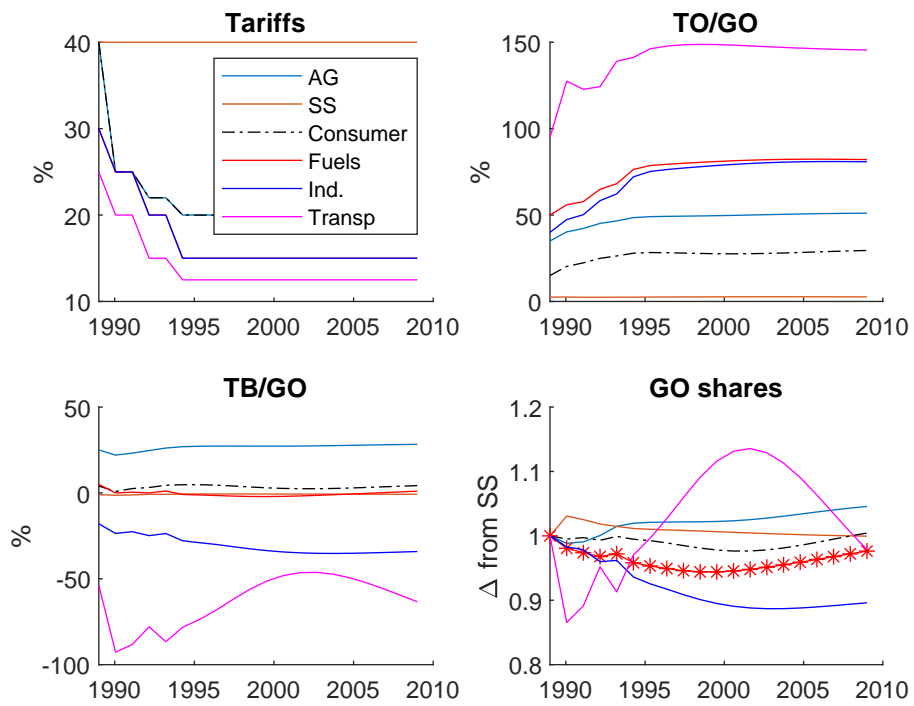 Tariffs
40
30
20
10
%
1990 1995 2000 2005 2010
AG
SS
Consumer
Fuels
Ind.
Transp
TO/GO
150
100
50
0
%
1990 1995 2000 2005 2010
TB/GO
50
0
-50
-100
%
1990 1995 2000 2005 2010
GO shares
1.2
1.1
1
0.9
0.8
Δ from SS
1990 1995 2000 2005 2010